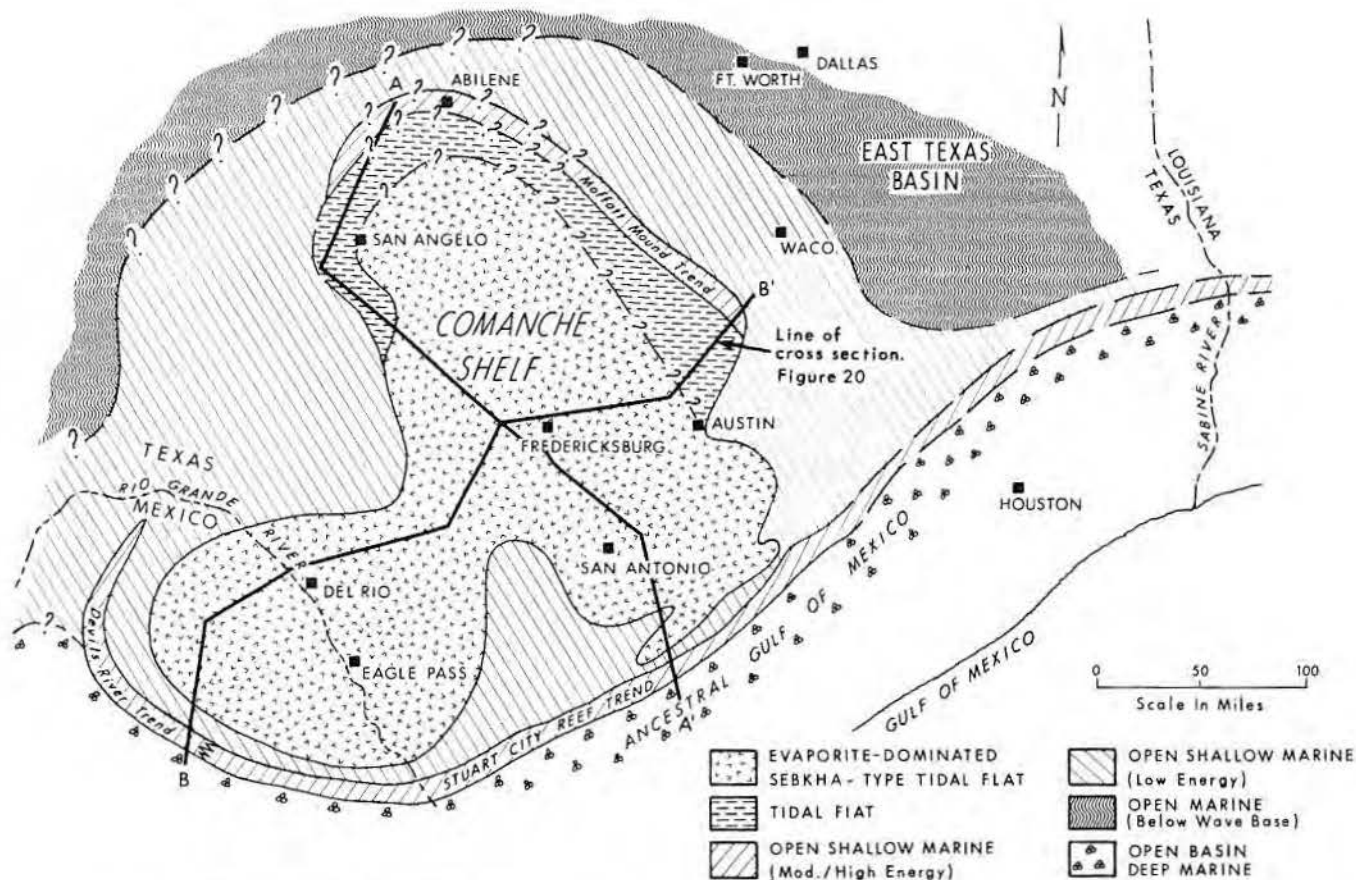 A
ABILENE
FT. WORTH
DALLAS
N
EAST TEXAS
BASIN
LOUISIANA
TEXAS
SAN ANGELO
Moffatt Mound Trend
WACO
B'
COMANCHE
SHELF
Line of
cross section.
Figure 20
FREDERICKSBURG
AUSTIN
SABINE RIVER
TEXAS
RIO GRANDE
RIVER
MEXICO
HOUSTON
SAN ANTONIO
DEL RIO
EAGLE PASS
Devils River Trend
B
STUART CITY REEF TREND
ANCESTRAL GULF OF MEXICO
A'
GULF OF MEXICO
0 100
Scale In Miles
EVAPORITE-DOMINATED
SEBKHA-TYPE TIDAL FLAT
TIDAL FLAT
OPEN SHALLOW MARINE
(Mod./High Energy)
OPEN SHALLOW MARINE
(Low Energy)
OPEN MARINE
(Below Wave Base)
OPEN BASIN
DEEP MARINE
? ? ? ? ? ? ? ? ? ? ? ? ? ? ? ? ? ? ? ? ? ? ?